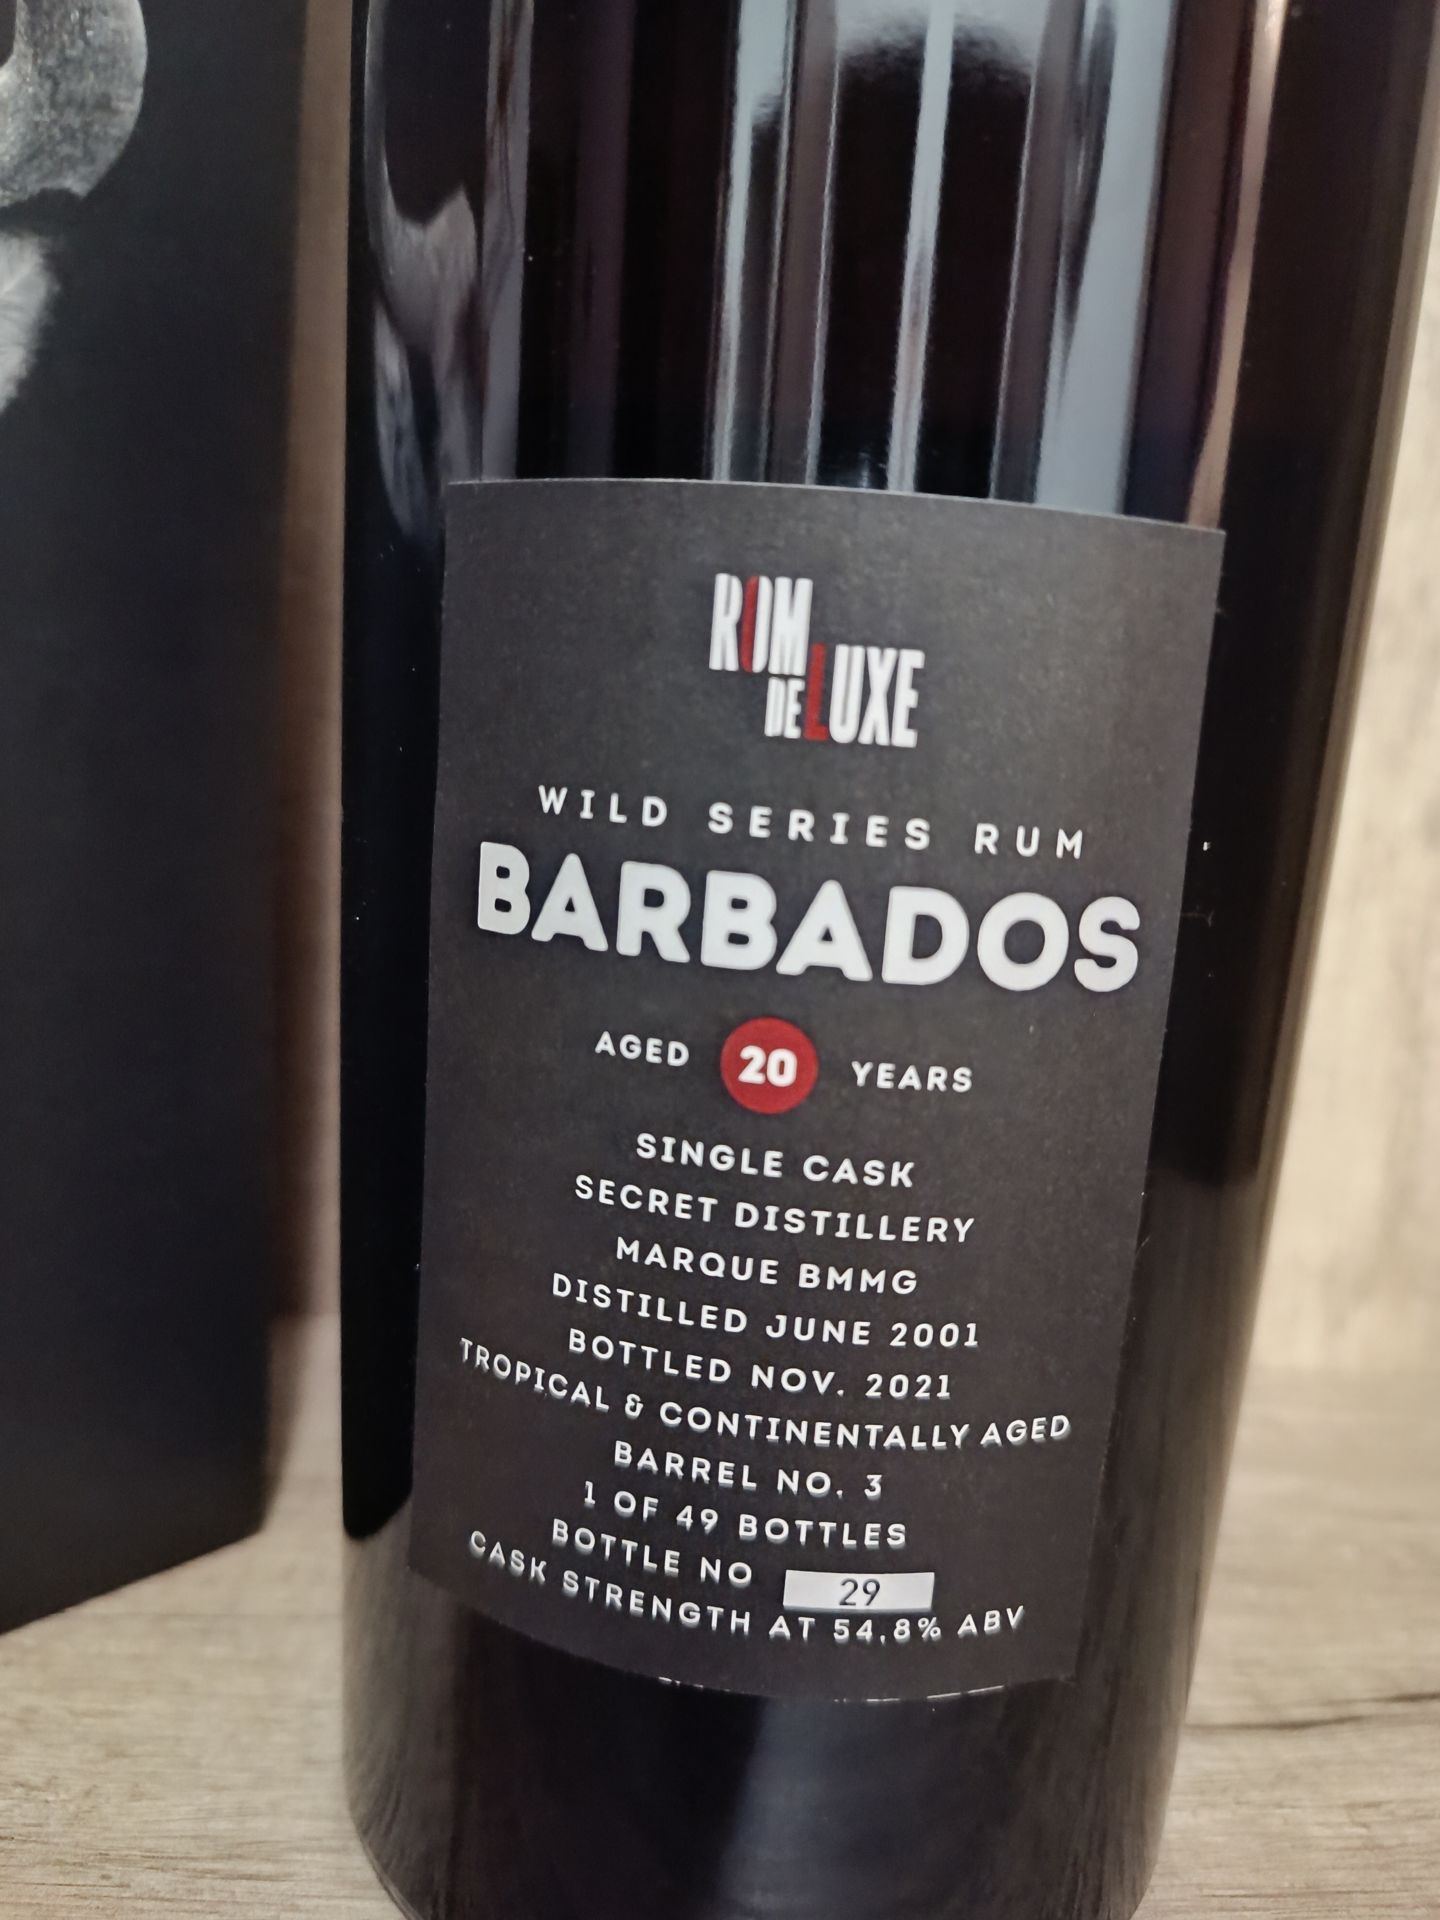 ROM
DE LUXE
WILD SERIES RUM
BARBADOS
AGED 20 YEARS
SINGLE CASK
SECRET DISTILLERY
MARQUE BMMG
DISTILLED JUNE 2001
BOTTLED NOV. 2021
TROPICAL & CONTINENTALLY AGED
BARREL NO. 3
1 OF 49 BOTTLES
BOTTLE NO 29
CASK STRENGTH AT 54,8% ABV